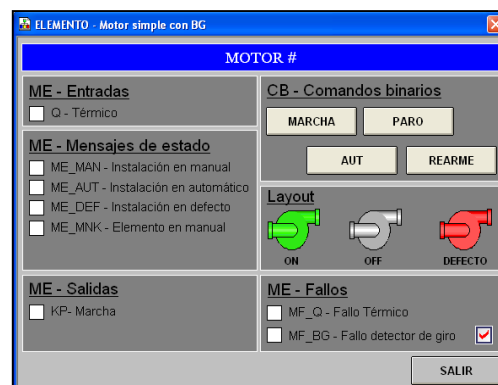 ELEMENTO - Motor simple con BG
MOTOR #
ME - Entradas
Q - Térmico
ME - Mensajes de estado
ME_MAN - Instalación en manual
ME_AUT - Instalación en automático
ME_DEF - Instalación en defecto
ME_MNK - Elemento en manual
ME - Salidas
KP- Marcha
CB - Comandos binarios
MARCHA PARO
AUT REARME
Layout
ON OFF DEFECTO
ME - Fallos
MF_Q - Fallo Térmico
MF_BG - Fallo detector de giro
SALIR